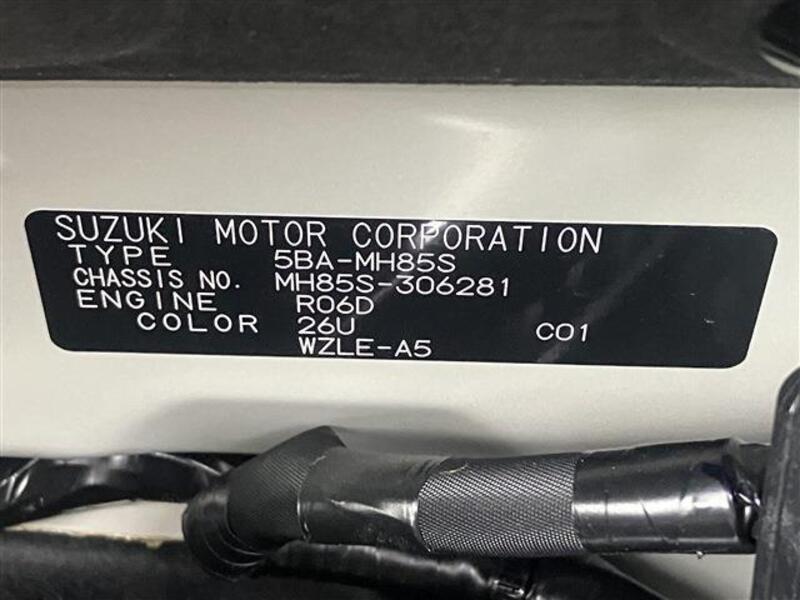 SUZUKI MOTOR CORPORATION
TYPE 5BA-MH85S
CHASSIS NO. MH85S-306281
ENGINE R06D
COLOR 26U C01
WZLE-A5